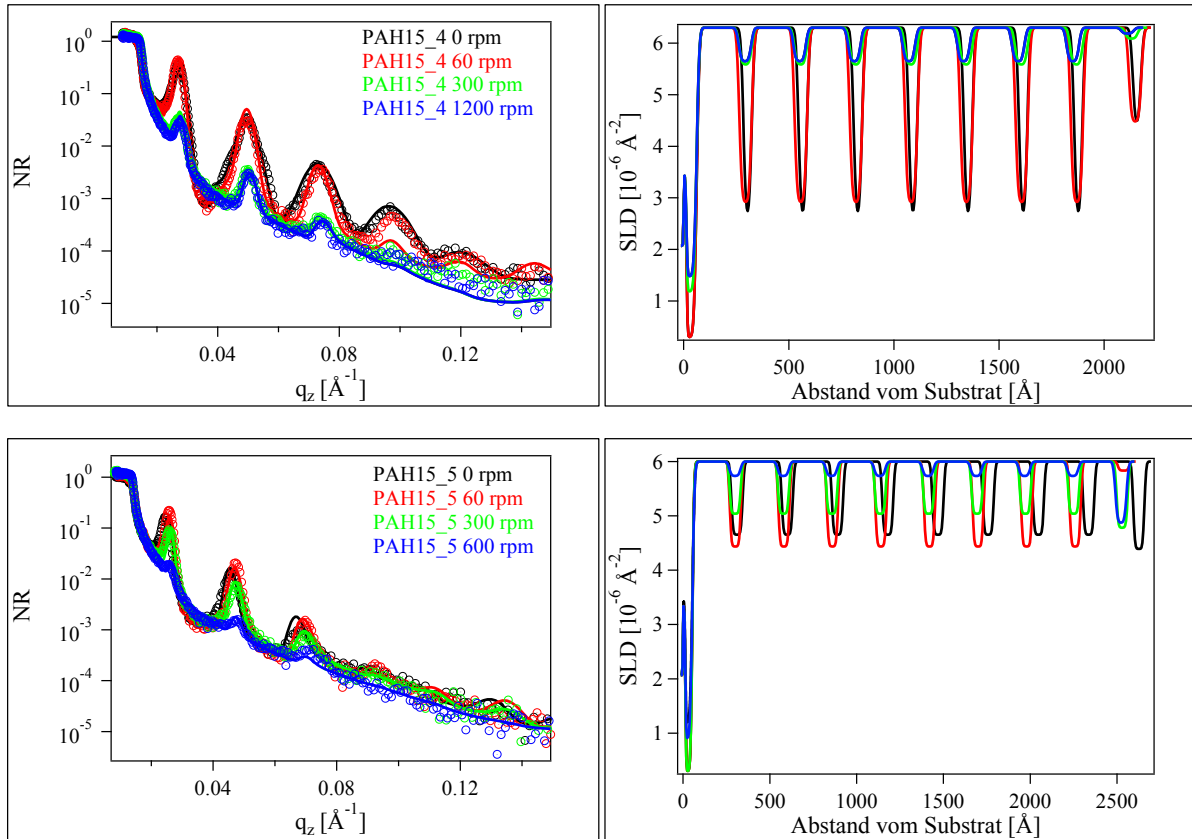 PAH15_4 0 rpm
PAH15_4 60 rpm
PAH15_4 300 rpm
PAH15_4 1200 rpm
NR
10^0
10^-1
10^-2
10^-3
10^-4
10^-5
0.04
0.08
0.12
q_z [Å^-1]
SLD [10^-6 Å^-2]
6
5
4
3
2
1
0
500
1000
1500
2000
Abstand vom Substrat [Å]
PAH15_5 0 rpm
PAH15_5 60 rpm
PAH15_5 300 rpm
PAH15_5 600 rpm
NR
10^0
10^-1
10^-2
10^-3
10^-4
10^-5
0.04
0.08
0.12
q_z [Å^-1]
SLD [10^-6 Å^-2]
6
5
4
3
2
1
0
500
1000
1500
2000
2500
Abstand vom Substrat [Å]